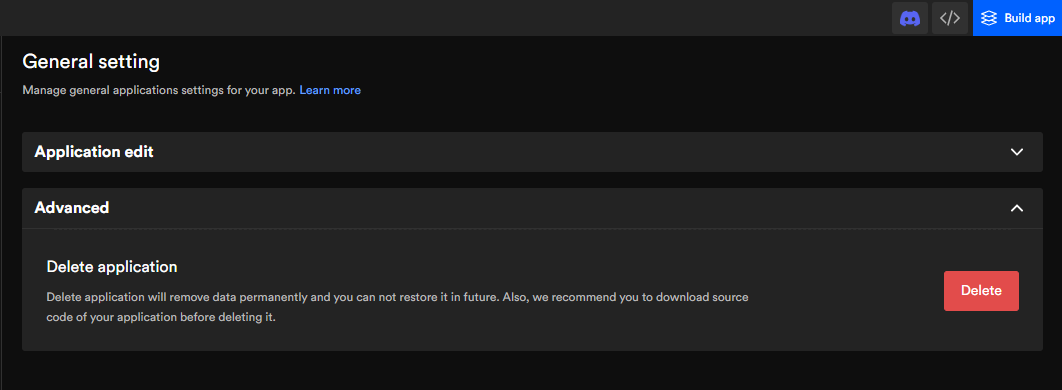 Build app
General setting
Manage general applications settings for your app. Learn more
Application edit
Advanced
Delete application
Delete application will remove data permanently and you can not restore it in future. Also, we recommend you to download source
code of your application before deleting it.
Delete